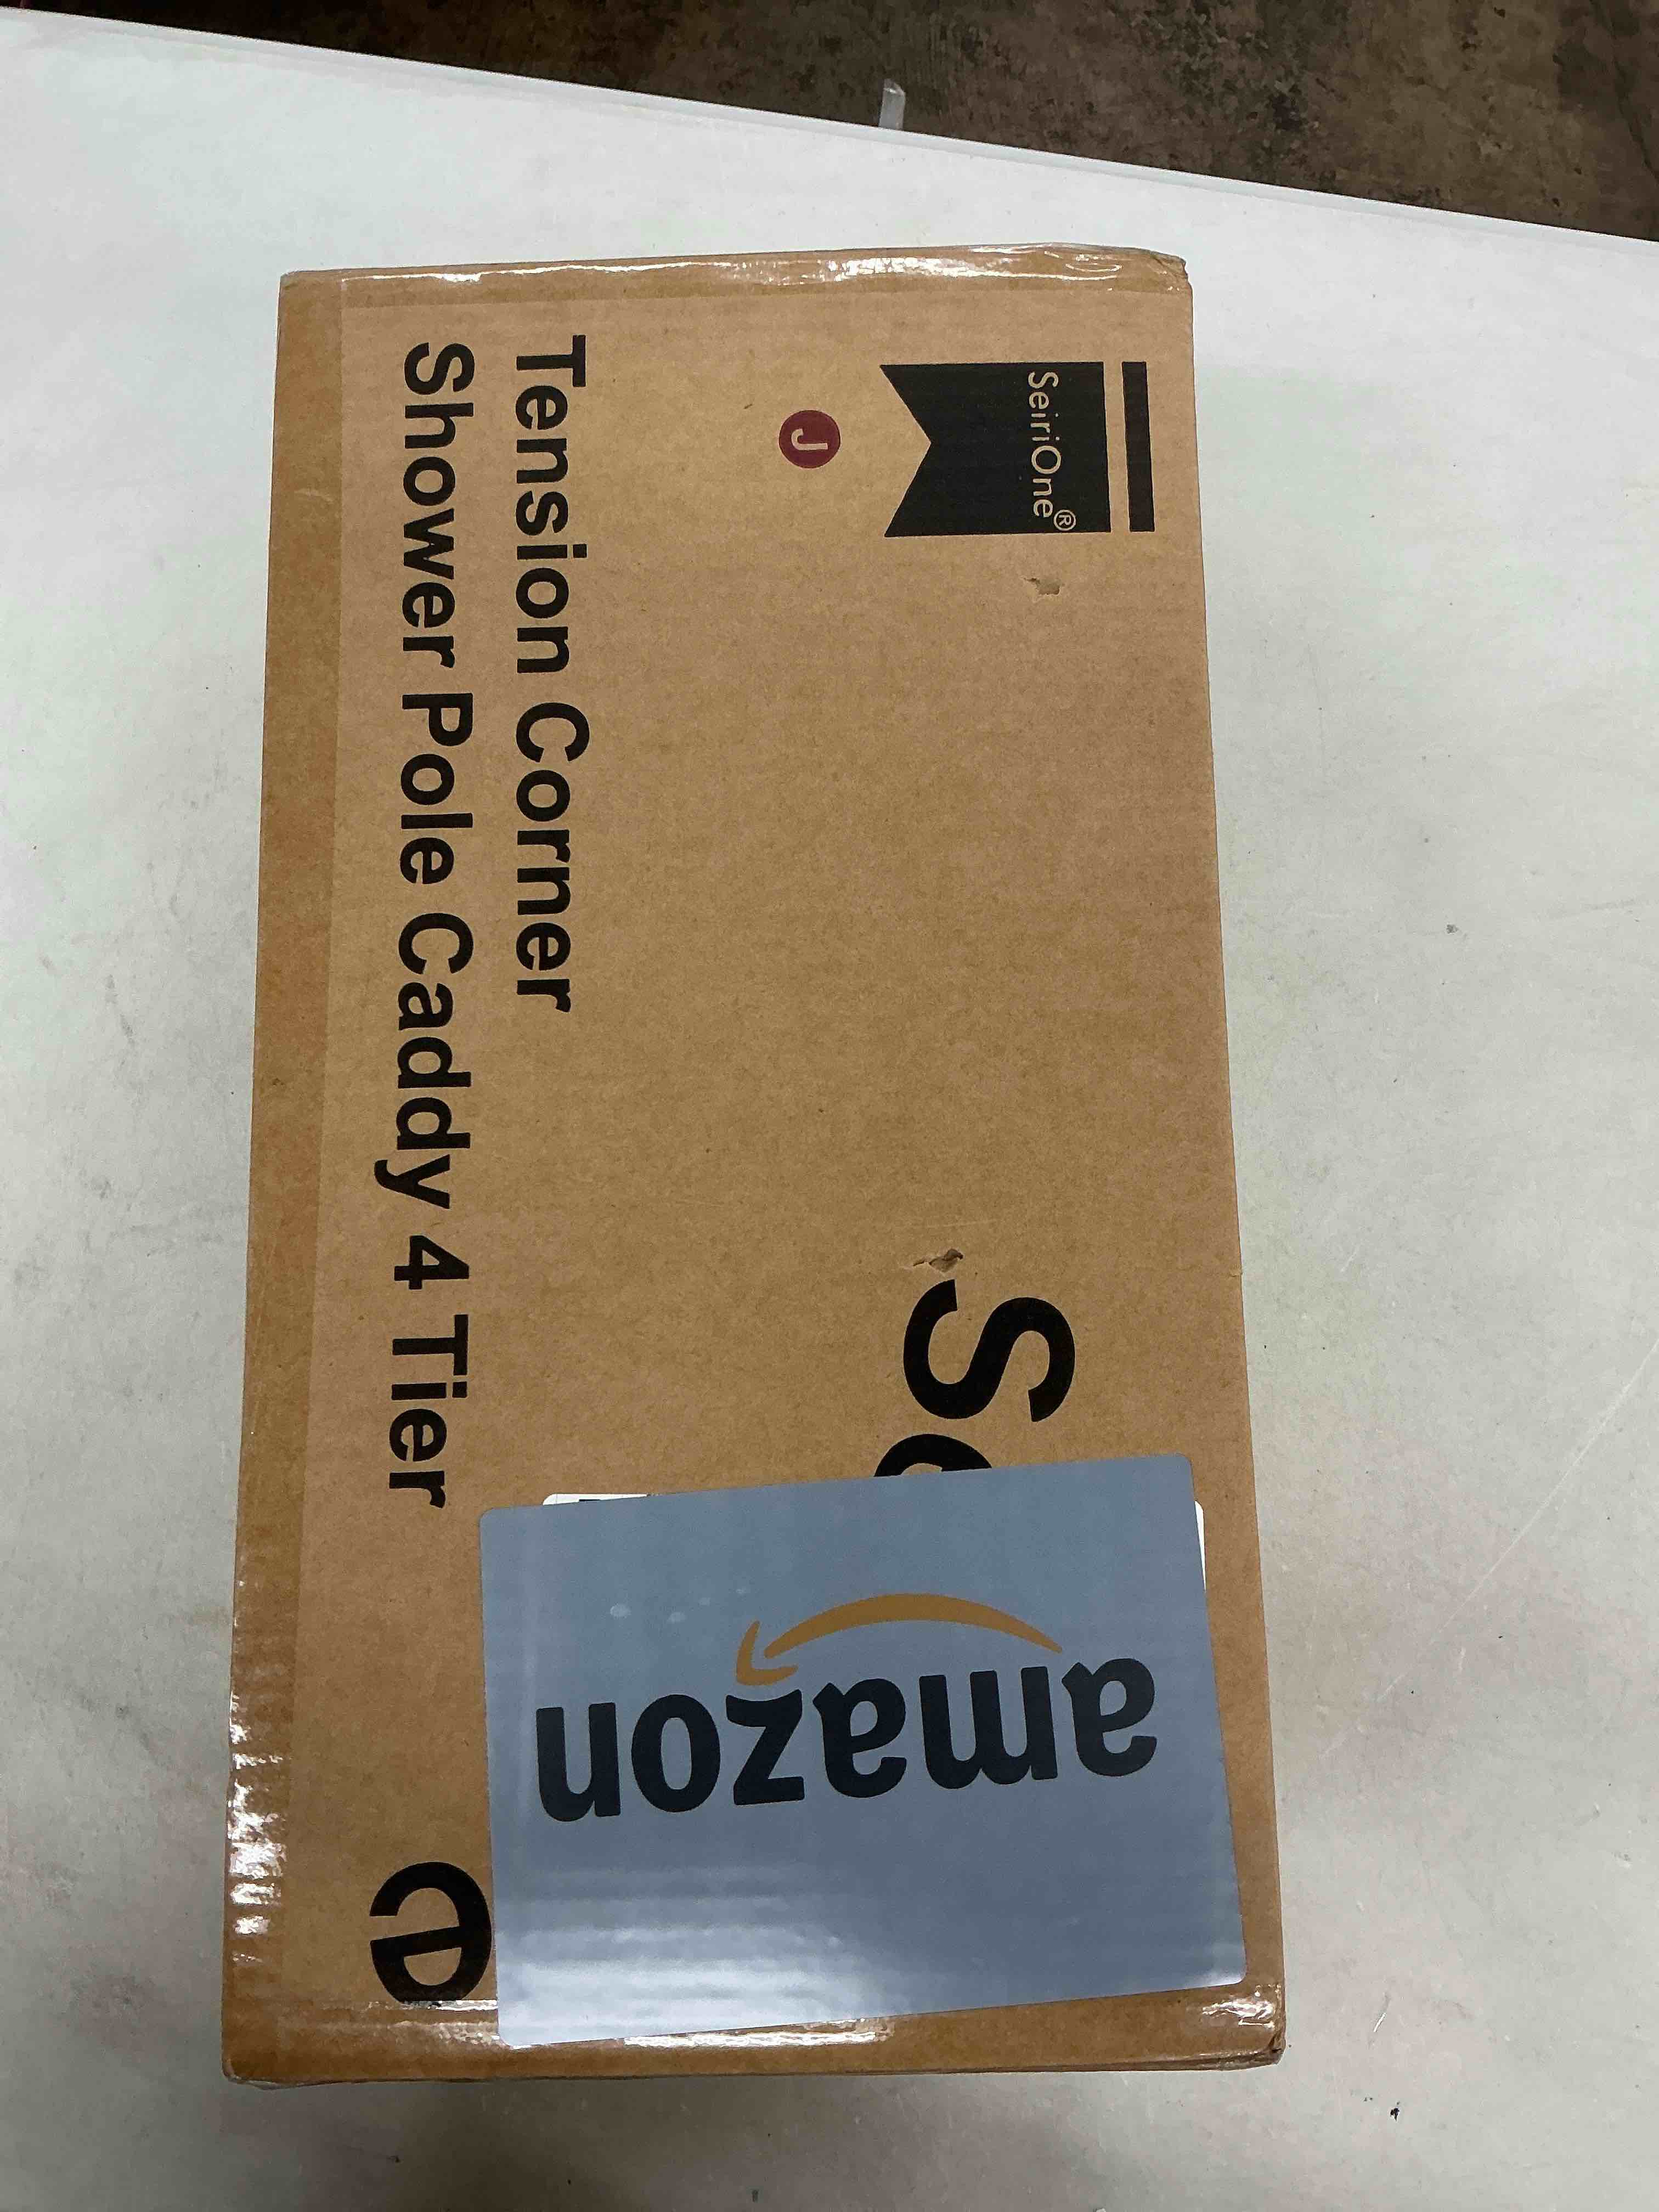 SeiriOne®
J
Tension Corner
Shower Pole Caddy 4 Tier
amazon